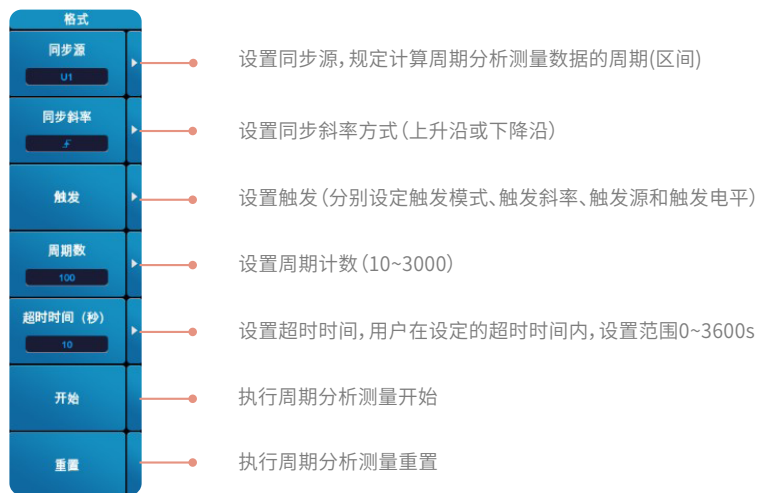 格式
同步源
U1
设置同步源,规定计算周期分析测量数据的周期(区间)
同步斜率
设置同步斜率方式(上升沿或下降沿)
触发
设置触发(分别设定触发模式、触发斜率、触发源和触发电平)
周期数
100
设置周期计数(10~3000)
超时时间（秒）
10
设置超时时间,用户在设定的超时时间内,设置范围0~3600s
开始
执行周期分析测量开始
重置
执行周期分析测量重置